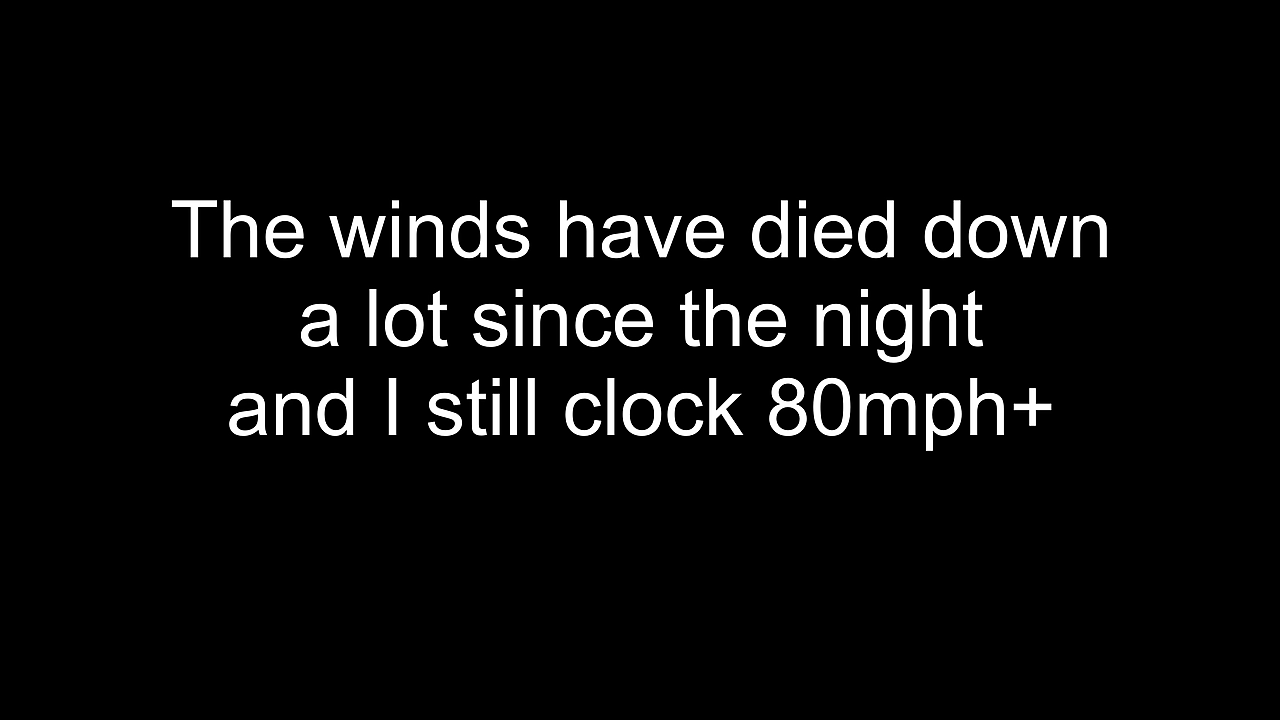 The winds have died down
a lot since the night
and I still clock 80mph+